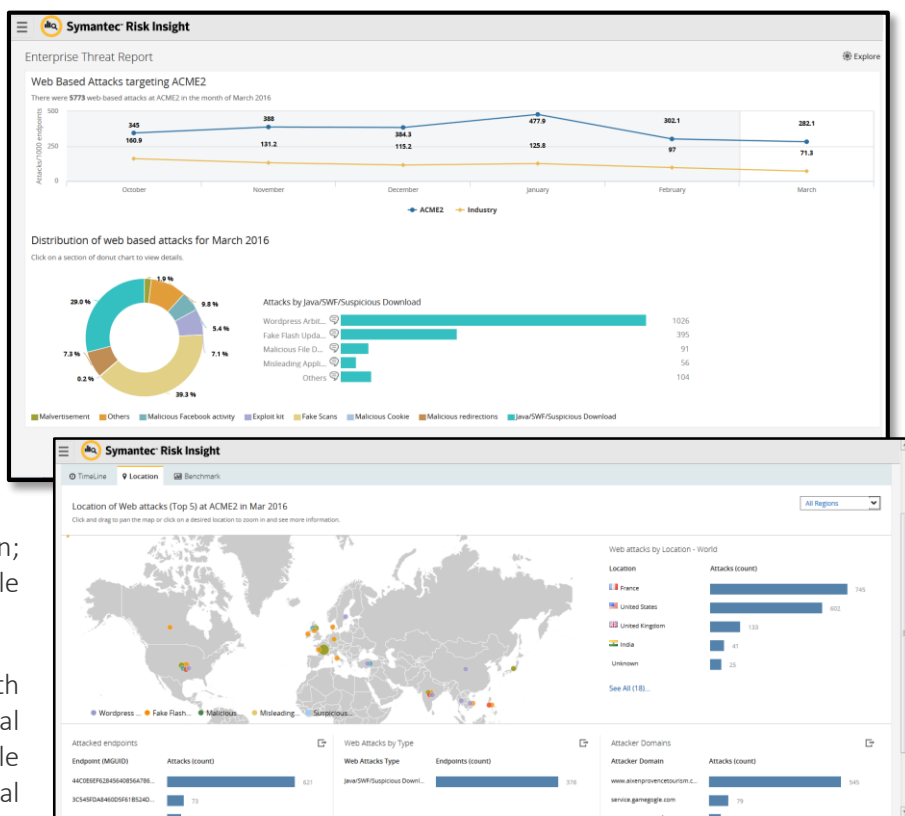 Symantec™ Risk Insight
Enterprise Threat Report
Explore
Web Based Attacks targeting ACME2
There were 5773 web-based attacks at ACME2 in the month of March 2016
Attacks/1000 endpoints
500
250
0
345
388
384.3
477.9
302.1
282.1
160.9
131.2
115.2
125.8
97
71.3
October November December January February March
ACME2 Industry
Distribution of web based attacks for March 2016
Click on a section of donut chart to view details.
1.9 %
9.8 %
5.4 %
7.1 %
39.3 %
0.2 %
7.3 %
29.0 %
Attacks by Java/SWF/Suspicious Download
Wordpress Arbit... 1026
Fake Flash Upda... 395
Malicious File D... 91
Misleading Appli... 56
Others 104
Malvertisement Others Malicious Facebook activity Exploit kit Fake Scans Malicious Cookie Malicious redirections Java/SWF/Suspicious Download
Symantec™ Risk Insight
TimeLine Location Benchmark
Location of Web attacks (Top 5) at ACME2 in Mar 2016
Click and drag to pan the map or click on a desired location to zoom in and see more information.
All Regions
Wordpress ... Fake Flash... Malicious ... Misleading... Suspicious...
Web attacks by Location - World
Location Attacks (count)
France 745
United States 602
United Kingdom 133
India 41
Unknown 25
See All (18)...
Attacked endpoints
Endpoint (MGUID) Attacks (count)
621
73
Web Attacks by Type
Web Attacks Type Endpoints (count)
Java/SWF/Suspicious Downl... 378
Attacker Domains
Attacker Domain Attacks (count)
www.aixenprovencetourism.c... 545
service.gamegogle.com 79
n;
le
th
al
le
al